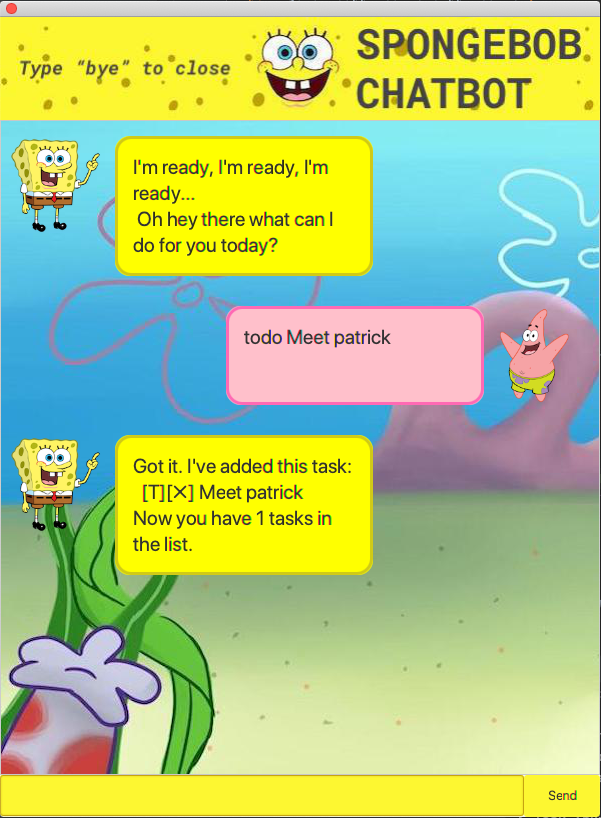 Type “bye” to close
SPONGEBOB
CHATBOT
I'm ready, I'm ready, I'm
ready...
Oh hey there what can I
do for you today?
todo Meet patrick
Got it. I've added this task:
[T][✕] Meet patrick
Now you have 1 tasks in
the list.
Send